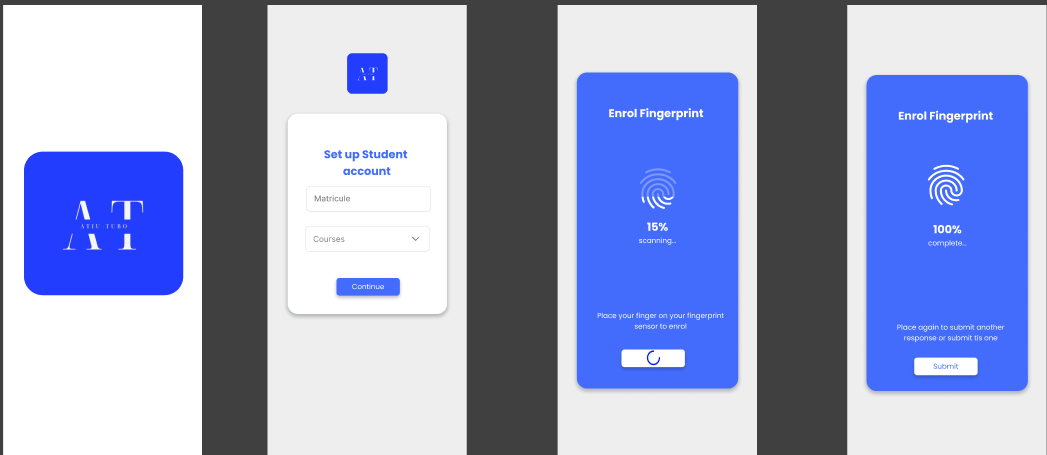 AT
ATIU TUBO
AT
Set up Student
account
Matricule
Courses
Continue
Enrol Fingerprint
15%
scanning...
Place your finger on your fingerprint
sensor to enrol
Enrol Fingerprint
100%
complete...
Place again to submit another
response or submit tis one
Submit